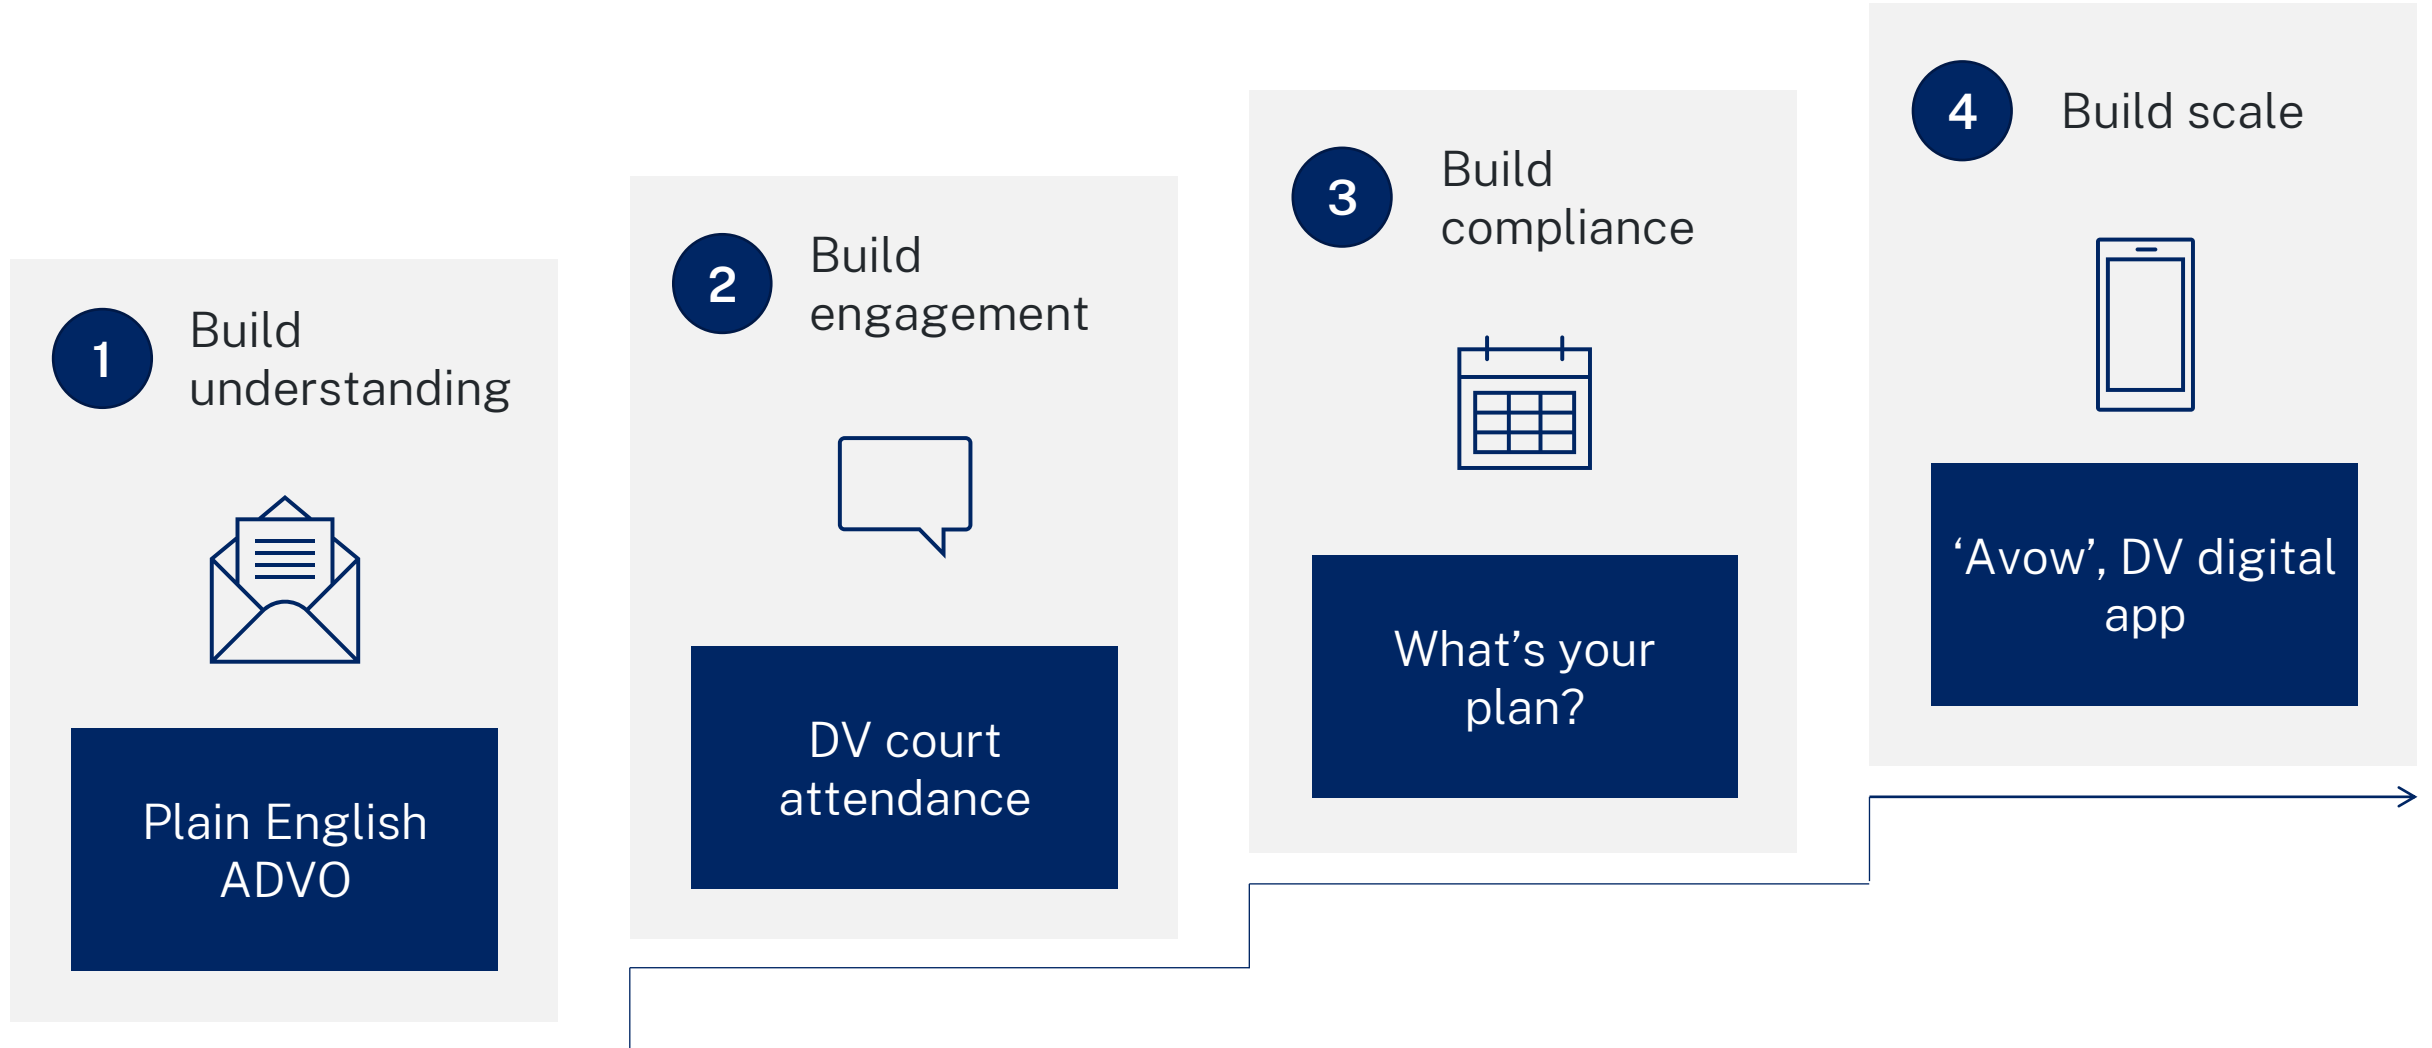 1
Build
understanding
Plain English
ADVO
2
Build
engagement
DV court
attendance
3
Build
compliance
What’s your
plan?
4
Build scale
‘Avow’, DV digital
app